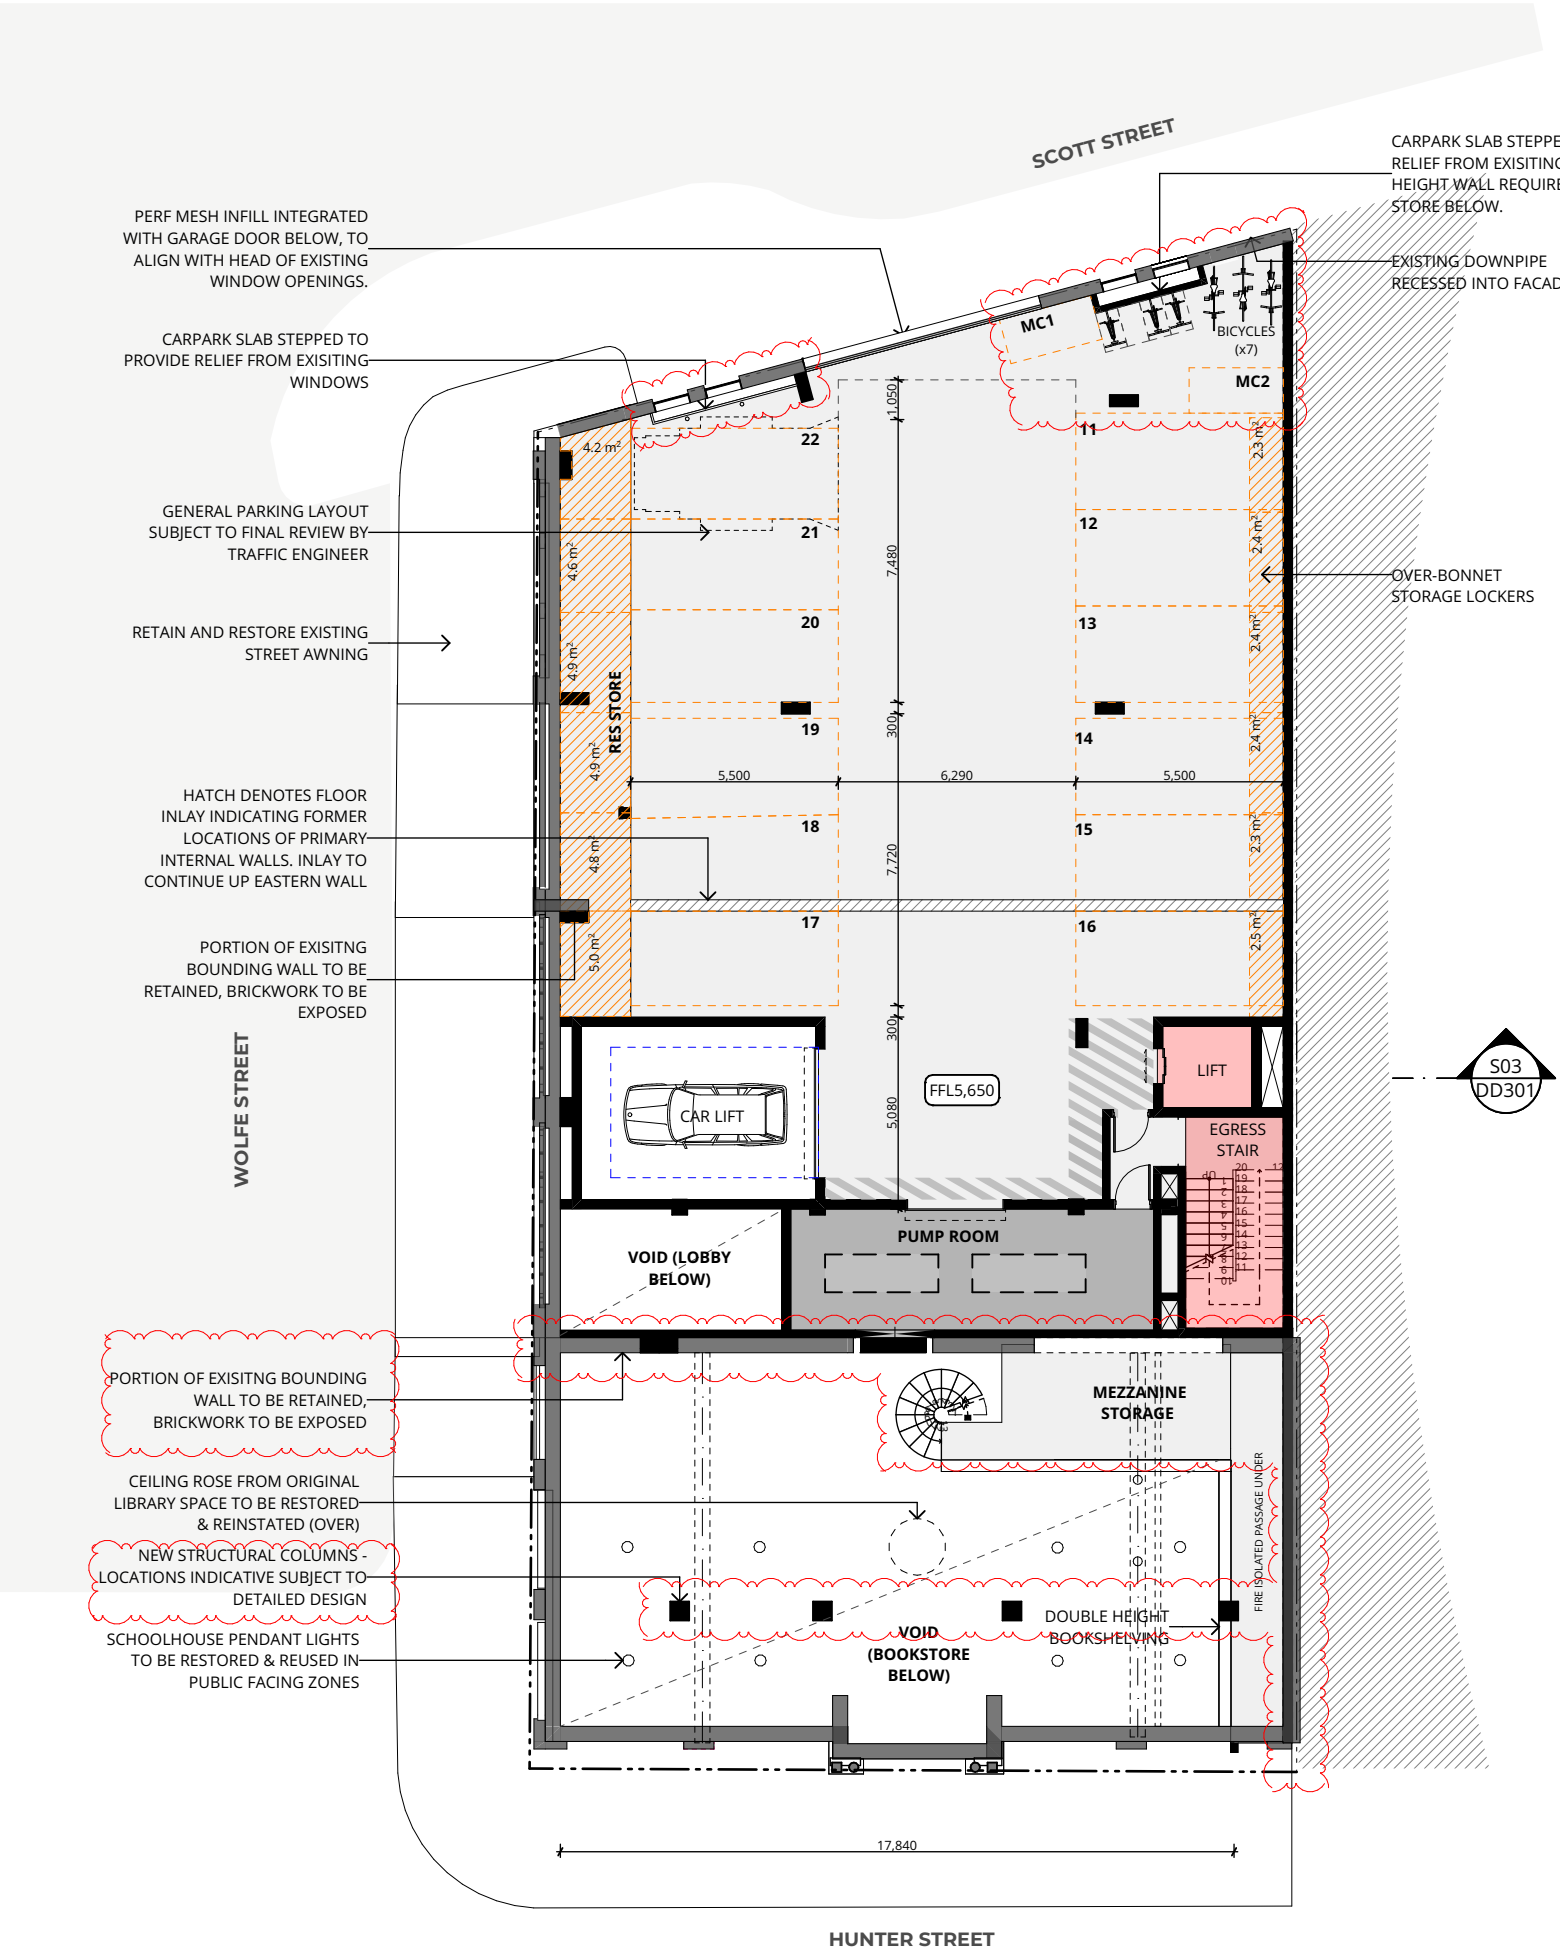 SCOTT STREET
CARPARK SLAB STEPPE
RELIEF FROM EXISITING
HEIGHT WALL REQUIRE
STORE BELOW.
EXISTING DOWNPIPE
RECESSED INTO FACAD
PERF MESH INFILL INTEGRATED
WITH GARAGE DOOR BELOW, TO
ALIGN WITH HEAD OF EXISTING
WINDOW OPENINGS.
CARPARK SLAB STEPPED TO
PROVIDE RELIEF FROM EXISITING
WINDOWS
GENERAL PARKING LAYOUT
SUBJECT TO FINAL REVIEW BY
TRAFFIC ENGINEER
RETAIN AND RESTORE EXISTING
STREET AWNING
HATCH DENOTES FLOOR
INLAY INDICATING FORMER
LOCATIONS OF PRIMARY
INTERNAL WALLS. INLAY TO
CONTINUE UP EASTERN WALL
PORTION OF EXISITNG
BOUNDING WALL TO BE
RETAINED, BRICKWORK TO BE
EXPOSED
WOLFE STREET
PORTION OF EXISITNG BOUNDING
WALL TO BE RETAINED,
BRICKWORK TO BE EXPOSED
CEILING ROSE FROM ORIGINAL
LIBRARY SPACE TO BE RESTORED
& REINSTATED (OVER)
NEW STRUCTURAL COLUMNS -
LOCATIONS INDICATIVE SUBJECT TO
DETAILED DESIGN
SCHOOLHOUSE PENDANT LIGHTS
TO BE RESTORED & REUSED IN
PUBLIC FACING ZONES
MC1
BICYCLES
(x7)
MC2
OVER-BONNET
STORAGE LOCKERS
22
21
20
19
18
17
11
12
13
14
15
16
4.2 m²
4.6 m²
4.9 m²
4.9 m²
4.8 m²
5.0 m²
RES STORE
2.3 m²
2.4 m²
2.4 m²
2.4 m²
2.3 m²
2.5 m²
1,050
7,480
300
5,500
6,290
5,500
7,720
300
5,080
FFL5,650
CAR LIFT
LIFT
EGRESS
STAIR
UP
S03
DD301
PUMP ROOM
VOID (LOBBY
BELOW)
MEZZANINE
STORAGE
FIRE ISOLATED PASSAGE UNDER
DOUBLE HEIGHT
BOOKSHELVING
VOID
(BOOKSTORE
BELOW)
17,840
HUNTER STREET